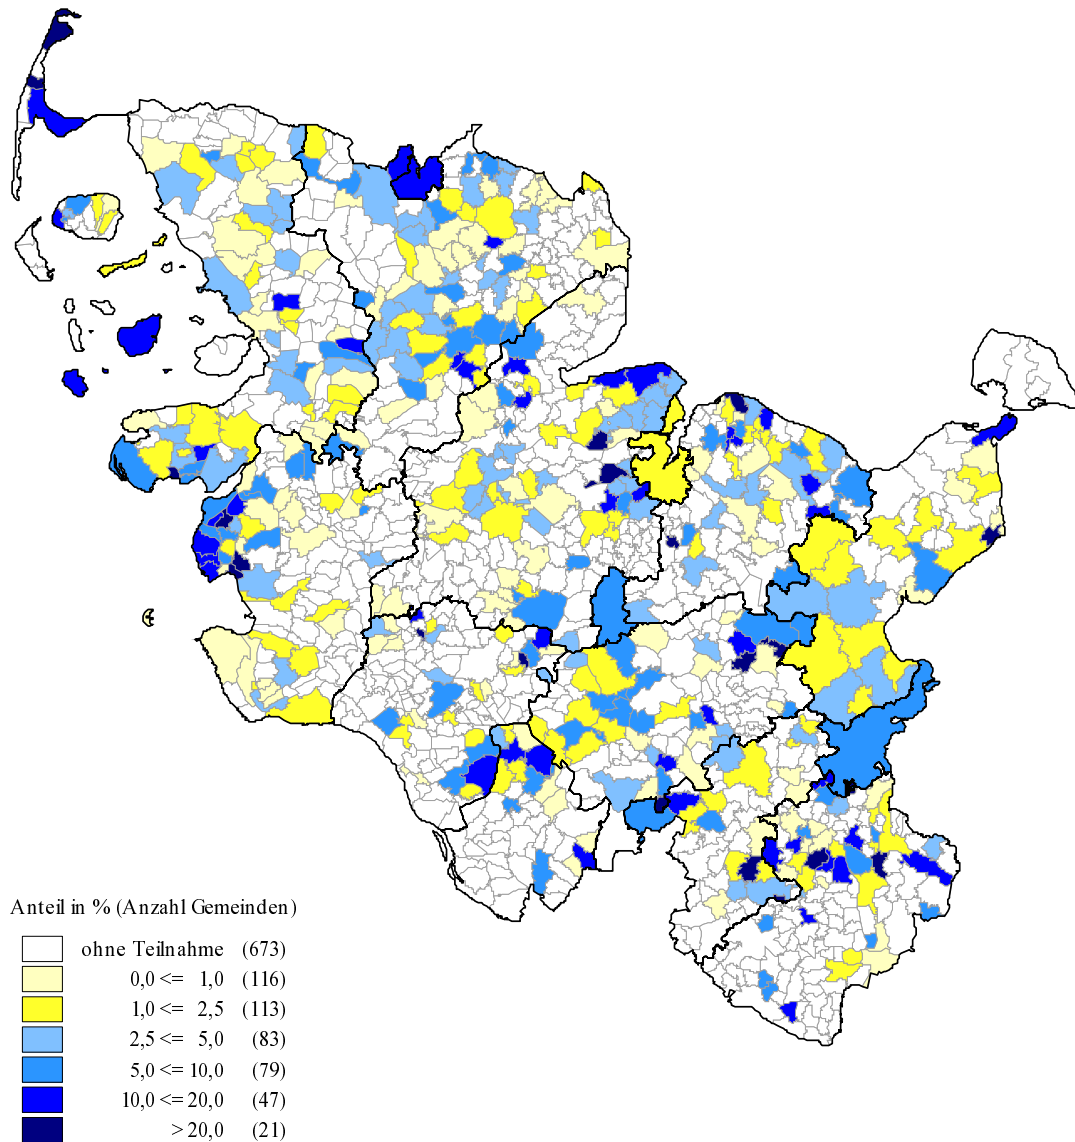 Anteil in % (Anzahl Gemeinden)
ohne Teilnahme (673)
0,0 <= 1,0 (116)
1,0 <= 2,5 (113)
2,5 <= 5,0 (83)
5,0 <= 10,0 (79)
10,0 <= 20,0 (47)
> 20,0 (21)